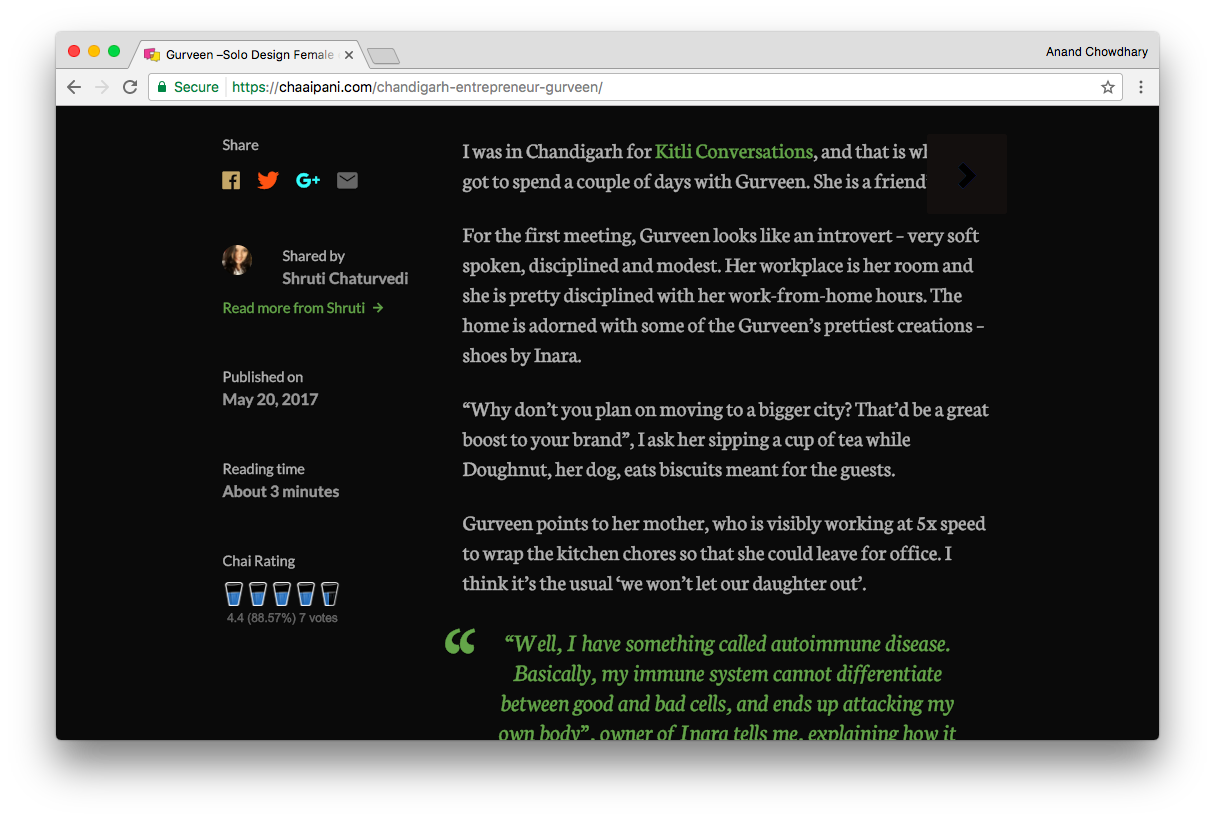 Gurveen –Solo Design Female
Anand Chowdhary
Secure
https://chaaipani.com/chandigarh-entrepreneur-gurveen/
Share
G+
Shared by
Shruti Chaturvedi
Read more from Shruti →
Published on
May 20, 2017
Reading time
About 3 minutes
Chai Rating
4.4 (88.57%) 7 votes
I was in Chandigarh for Kitli Conversations, and that is
got to spend a couple of days with Gurveen. She is a friend
For the first meeting, Gurveen looks like an introvert – very soft
spoken, disciplined and modest. Her workplace is her room and
she is pretty disciplined with her work-from-home hours. The
home is adorned with some of the Gurveen’s prettiest creations –
shoes by Inara.
“Why don’t you plan on moving to a bigger city? That’d be a great
boost to your brand”, I ask her sipping a cup of tea while
Doughnut, her dog, eats biscuits meant for the guests.
Gurveen points to her mother, who is visibly working at 5x speed
to wrap the kitchen chores so that she could leave for office. I
think it’s the usual ‘we won’t let our daughter out’.
“Well, I have something called autoimmune disease.
Basically, my immune system cannot differentiate
between good and bad cells, and ends up attacking my
own body”, owner of Inara tells me, explaining how it